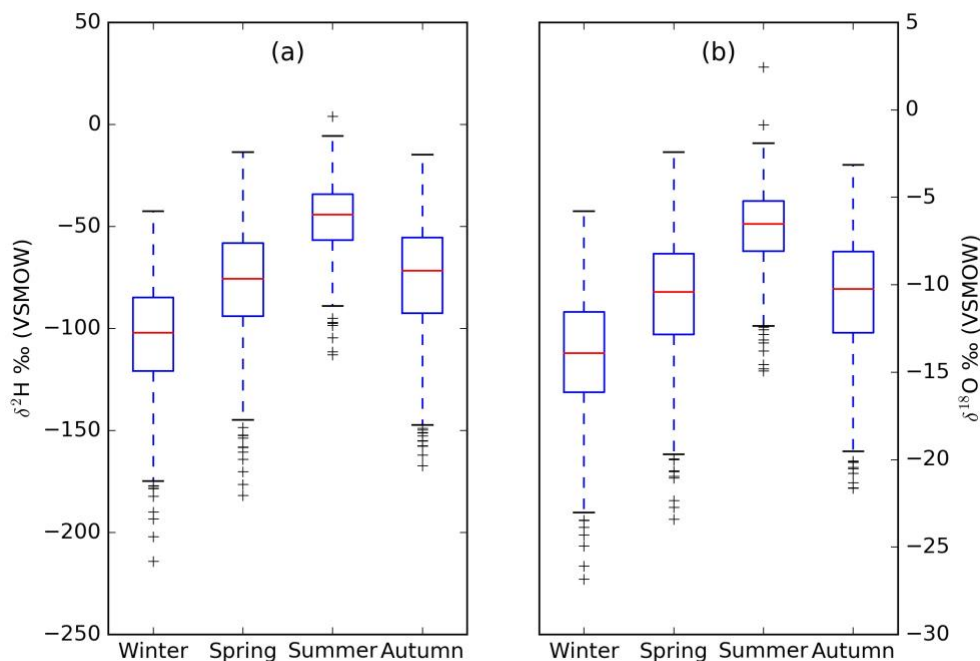 (a)
50
0
−50
−100
−150
−200
−250
δ²H ‰ (VSMOW)
Winter Spring Summer Autumn
(b)
5
0
−5
−10
−15
−20
−25
−30
δ¹⁸O ‰ (VSMOW)
Winter Spring Summer Autumn